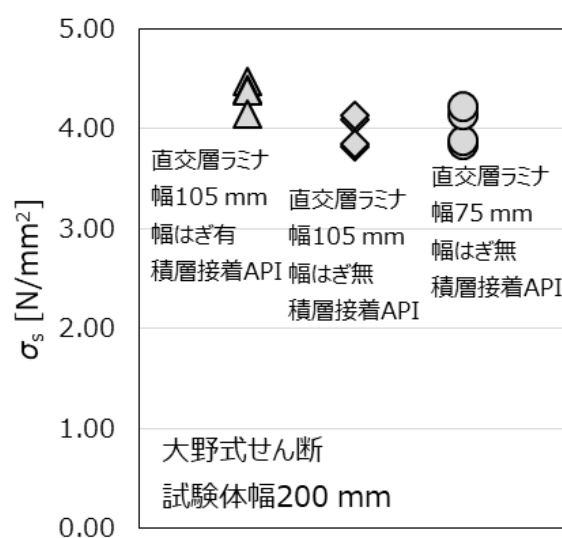 5.00
4.00
3.00
2.00
1.00
0.00
σs [N/mm²]
直交層ラミナ
幅105 mm
幅はぎ有
積層接着API
直交層ラミナ
幅105 mm
幅はぎ無
積層接着API
直交層ラミナ
幅75 mm
幅はぎ無
積層接着API
大野式せん断
試験体幅200 mm